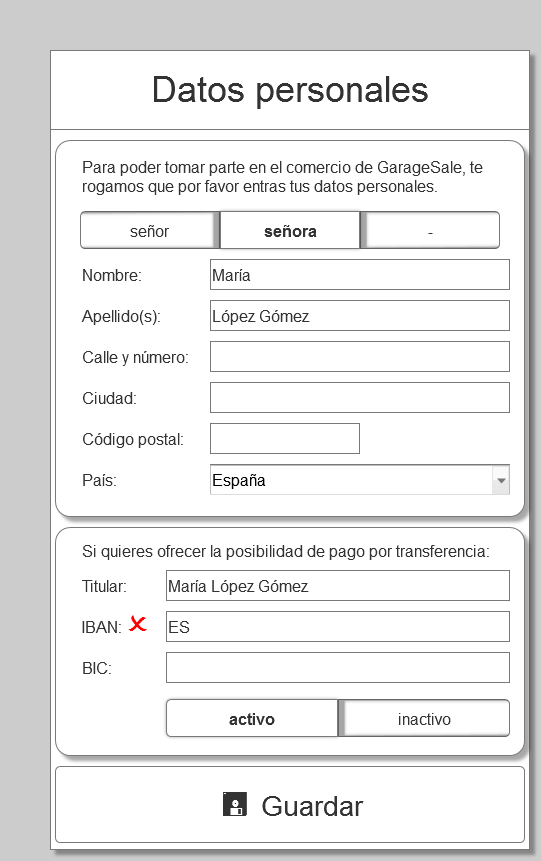 Datos personales
Para poder tomar parte en el comercio de GarageSale, te
rogamos que por favor entras tus datos personales.
señor señora -
Nombre: María
Apellido(s): López Gómez
Calle y número:
Ciudad:
Código postal:
País: España
Si quieres ofrecer la posibilidad de pago por transferencia:
Titular: María López Gómez
IBAN: ES
BIC:
activo inactivo
Guardar